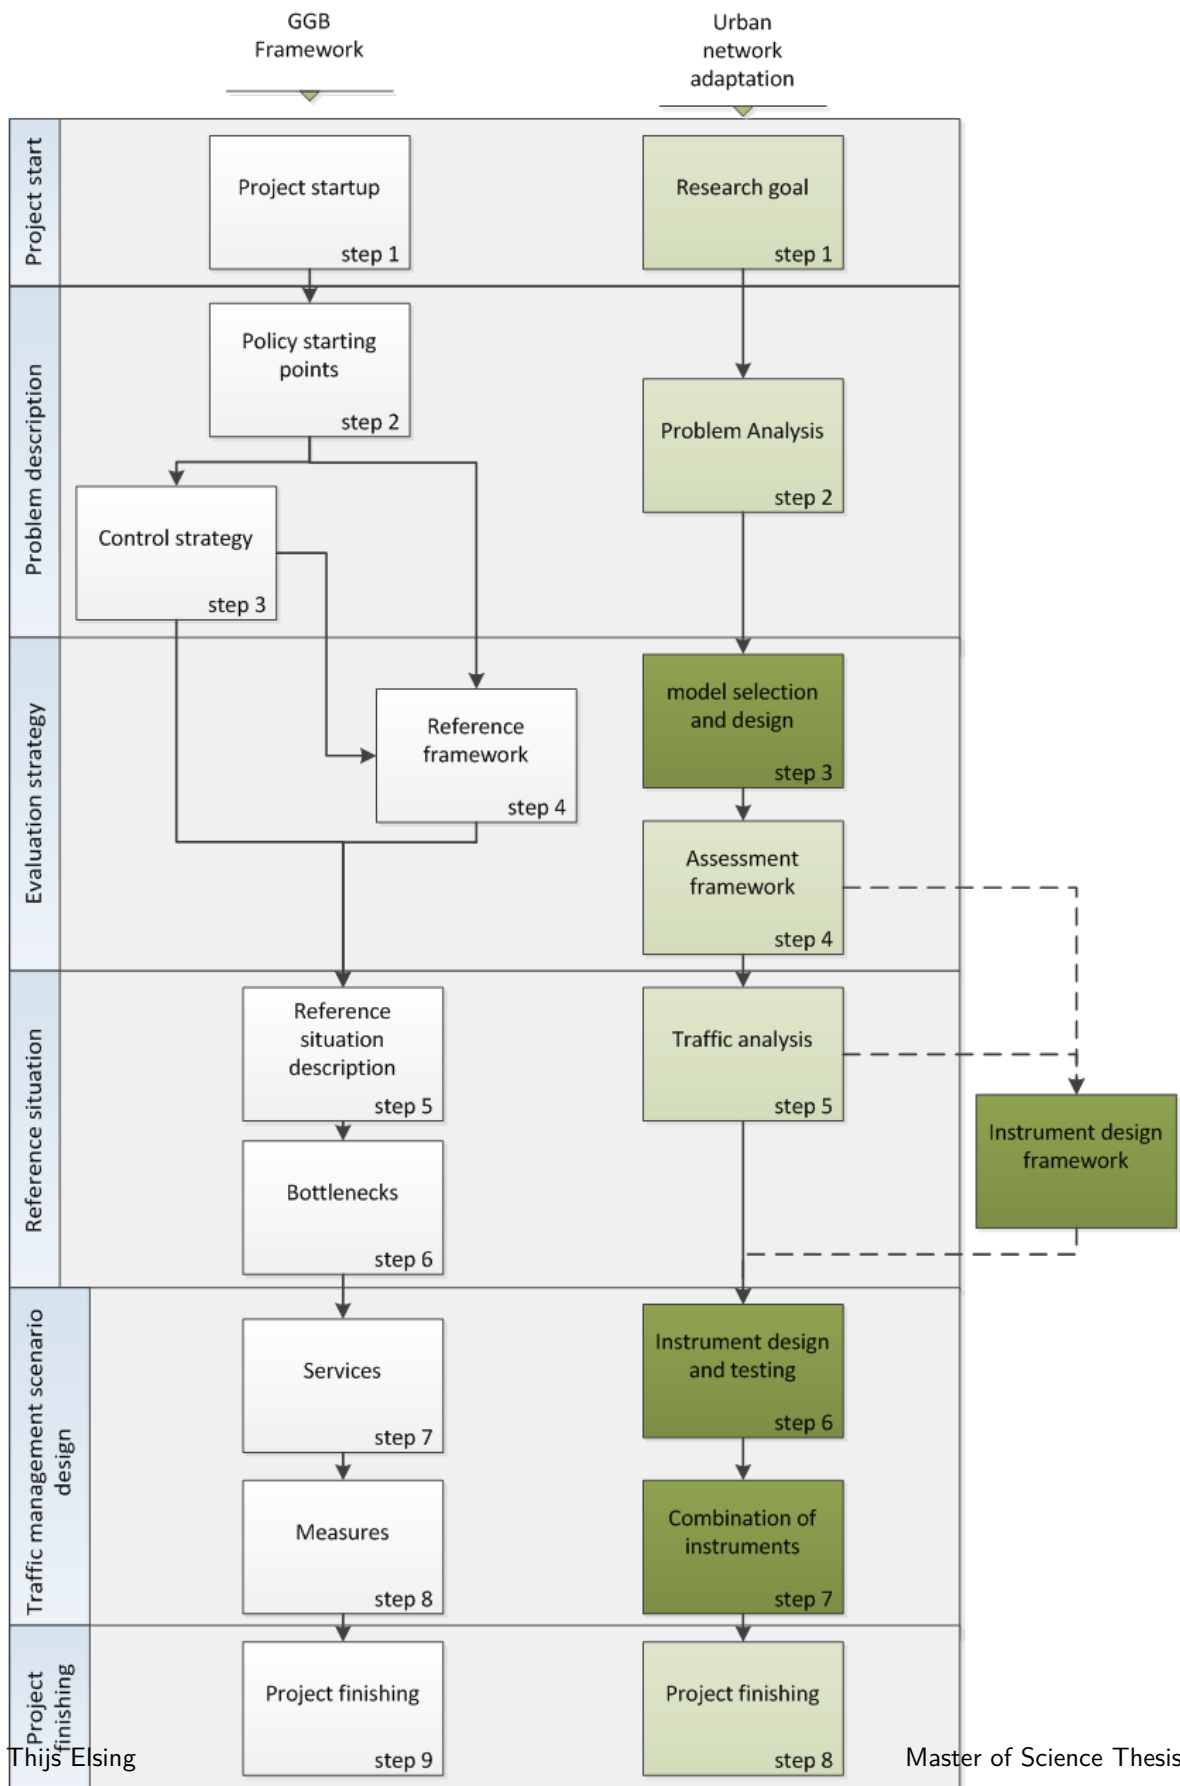 GGB
Framework
Urban
network
adaptation
Project start
Project startup
step 1
Research goal
step 1
Problem description
Policy starting
points
step 2
Problem Analysis
step 2
Control strategy
step 3
Evaluation strategy
model selection
and design
step 3
Reference
framework
step 4
Assessment
framework
step 4
Reference situation
Reference
situation
description
step 5
Traffic analysis
step 5
Instrument design
framework
Bottlenecks
step 6
Traffic management scenario
design
Services
step 7
Instrument design
and testing
step 6
Measures
step 8
Combination of
instruments
step 7
Project
finishing
Project finishing
step 9
Project finishing
step 8
Thijs Elsing
Master of Science Thesis